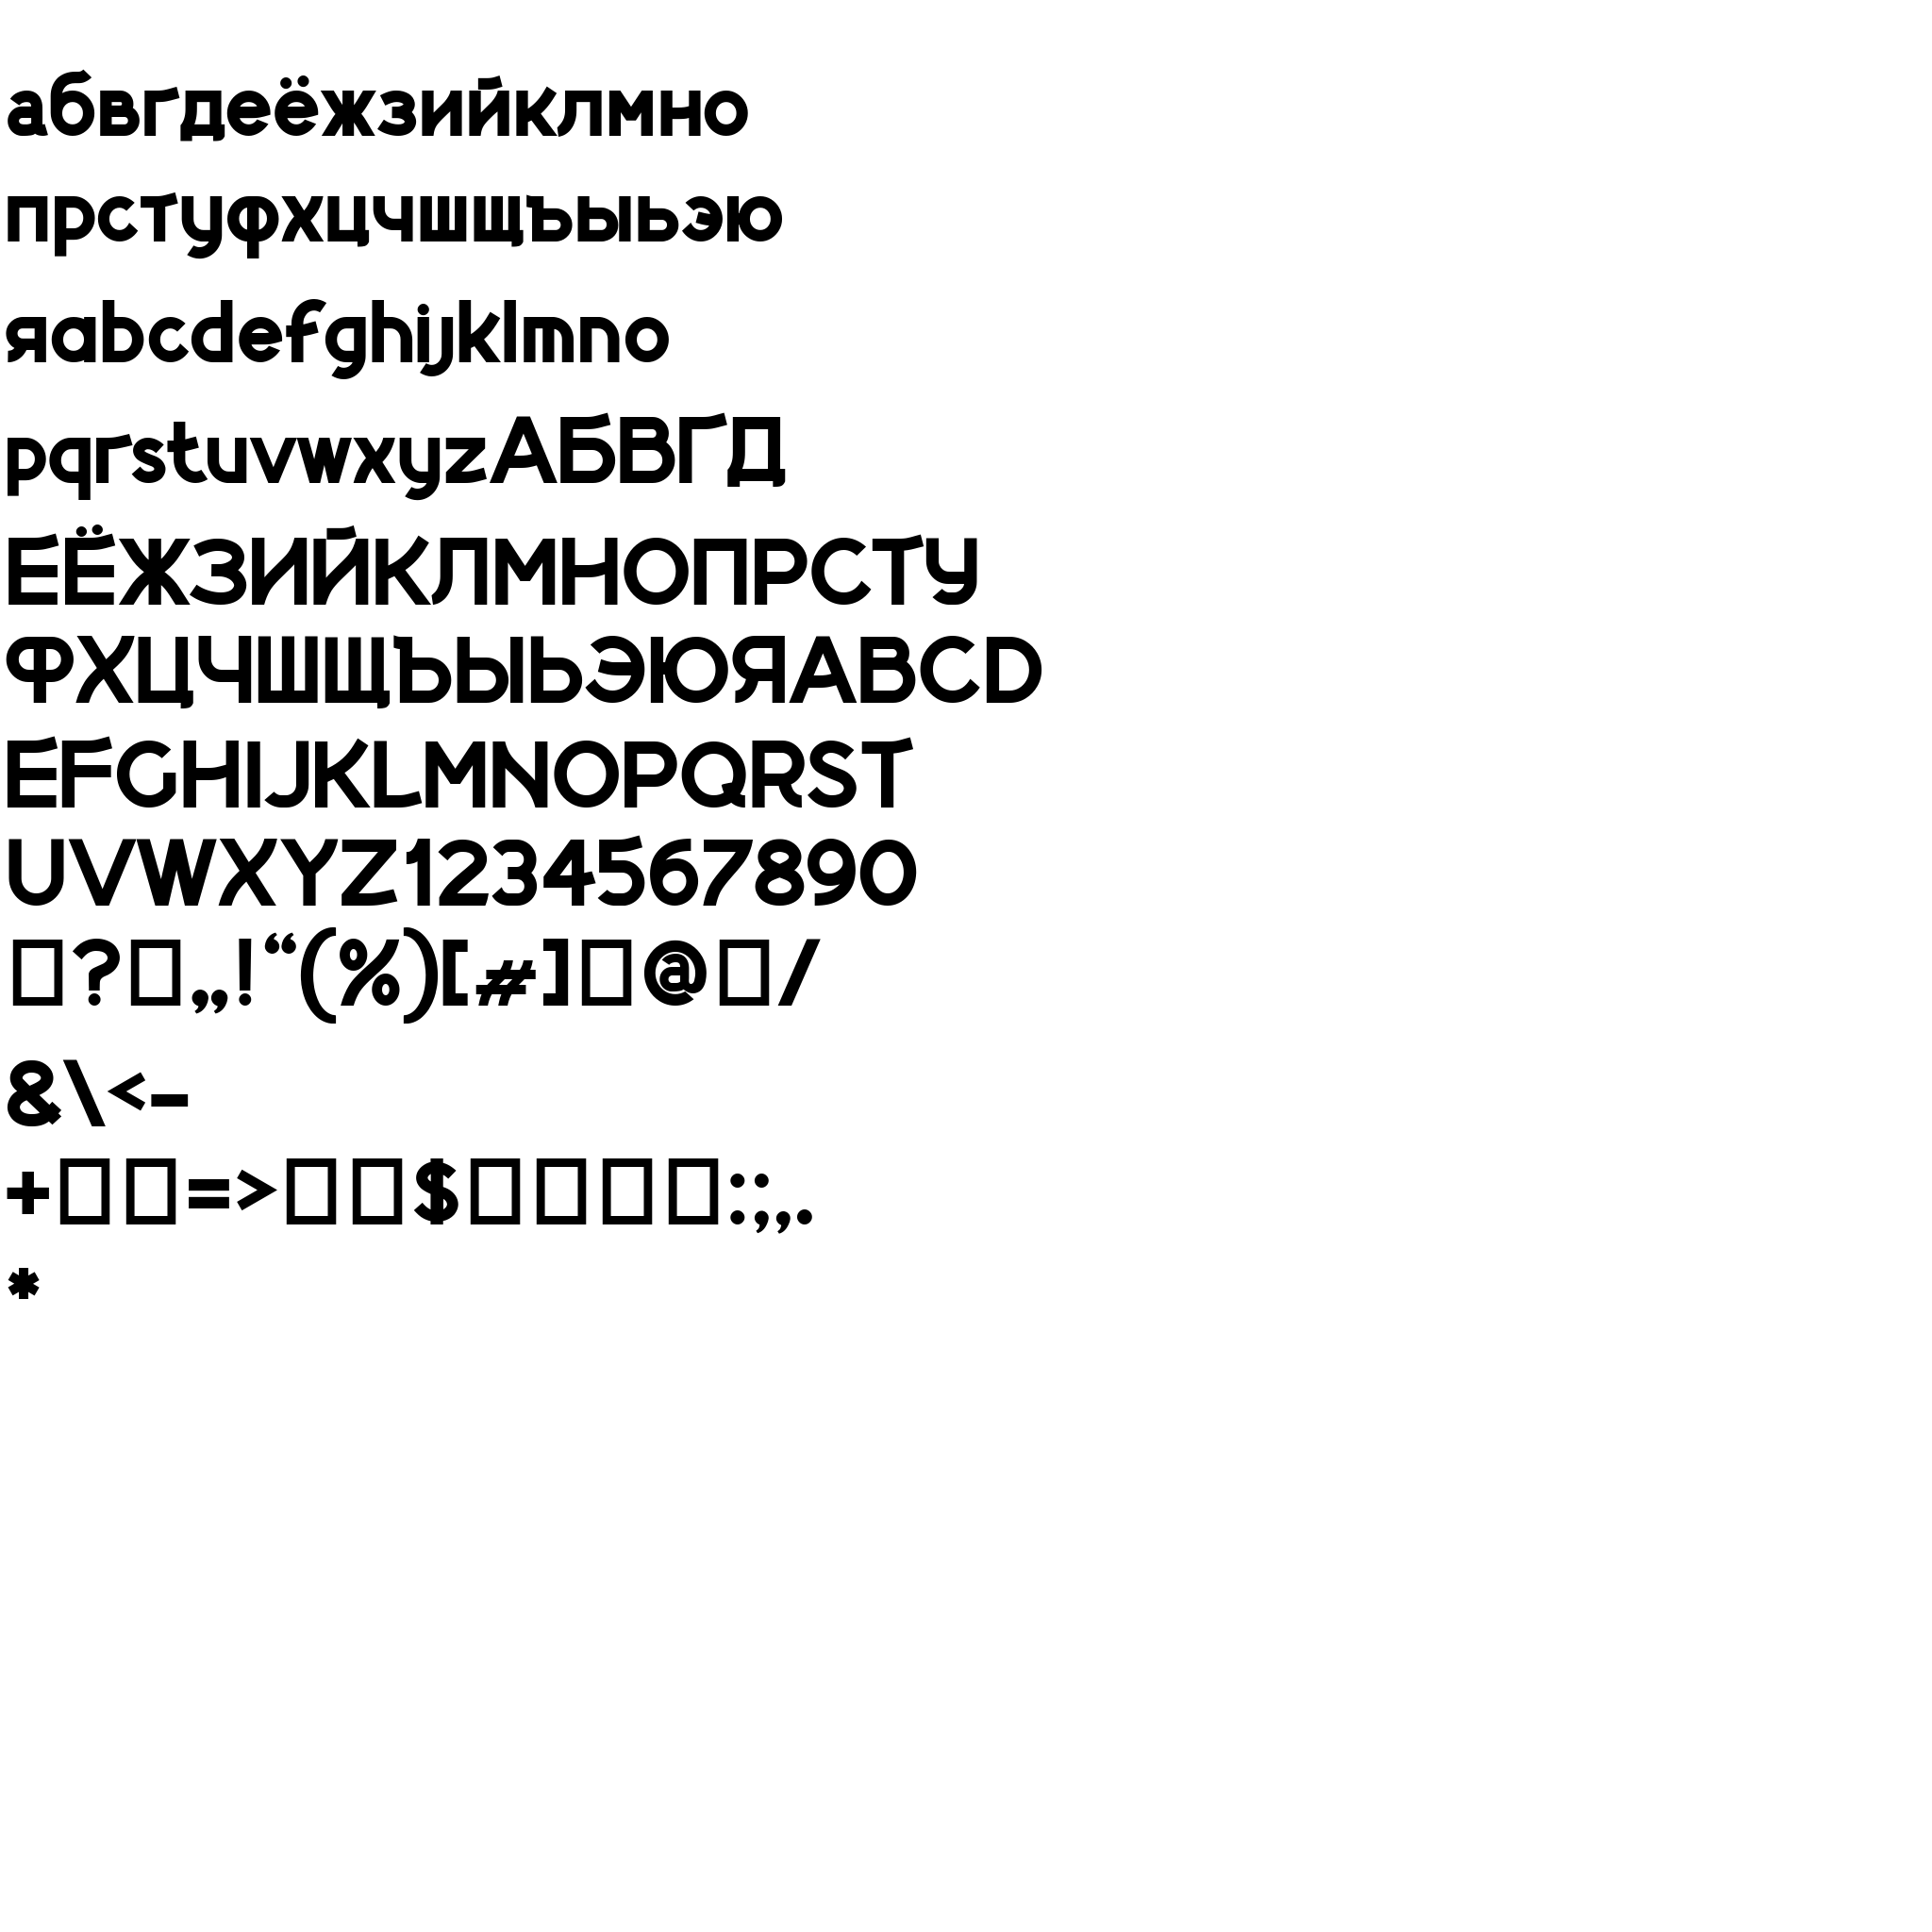 абвгдеёжзийклмно
прстуфхцчшщъыьэю
яabcdefghijklmno
pqrstuvwxyzАБВГД
ЕЁЖЗИЙКЛМНОПРСТУ
ФХЦЧШЩЪЫЬЭЮЯABCD
EFGHIJKLMNOPQRST
UVWXYZ1234567890
□?□„!“(%)[#]□@□/
&\<-
+□□=>□□$□□□□:;,.
*